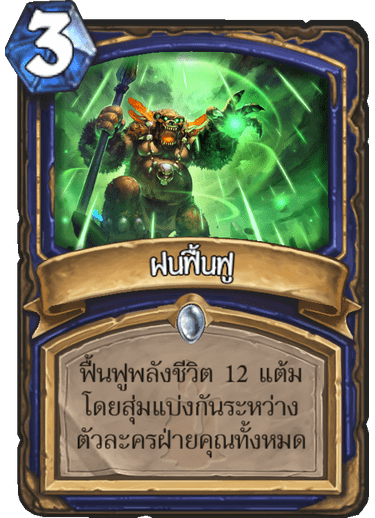 3
ฝนฟื้นฟู
ฟื้นฟูพลังชีวิต 12 แต้ม
โดยสุ่มแบ่งกันระหว่าง
ตัวละครฝ่ายคุณทั้งหมด